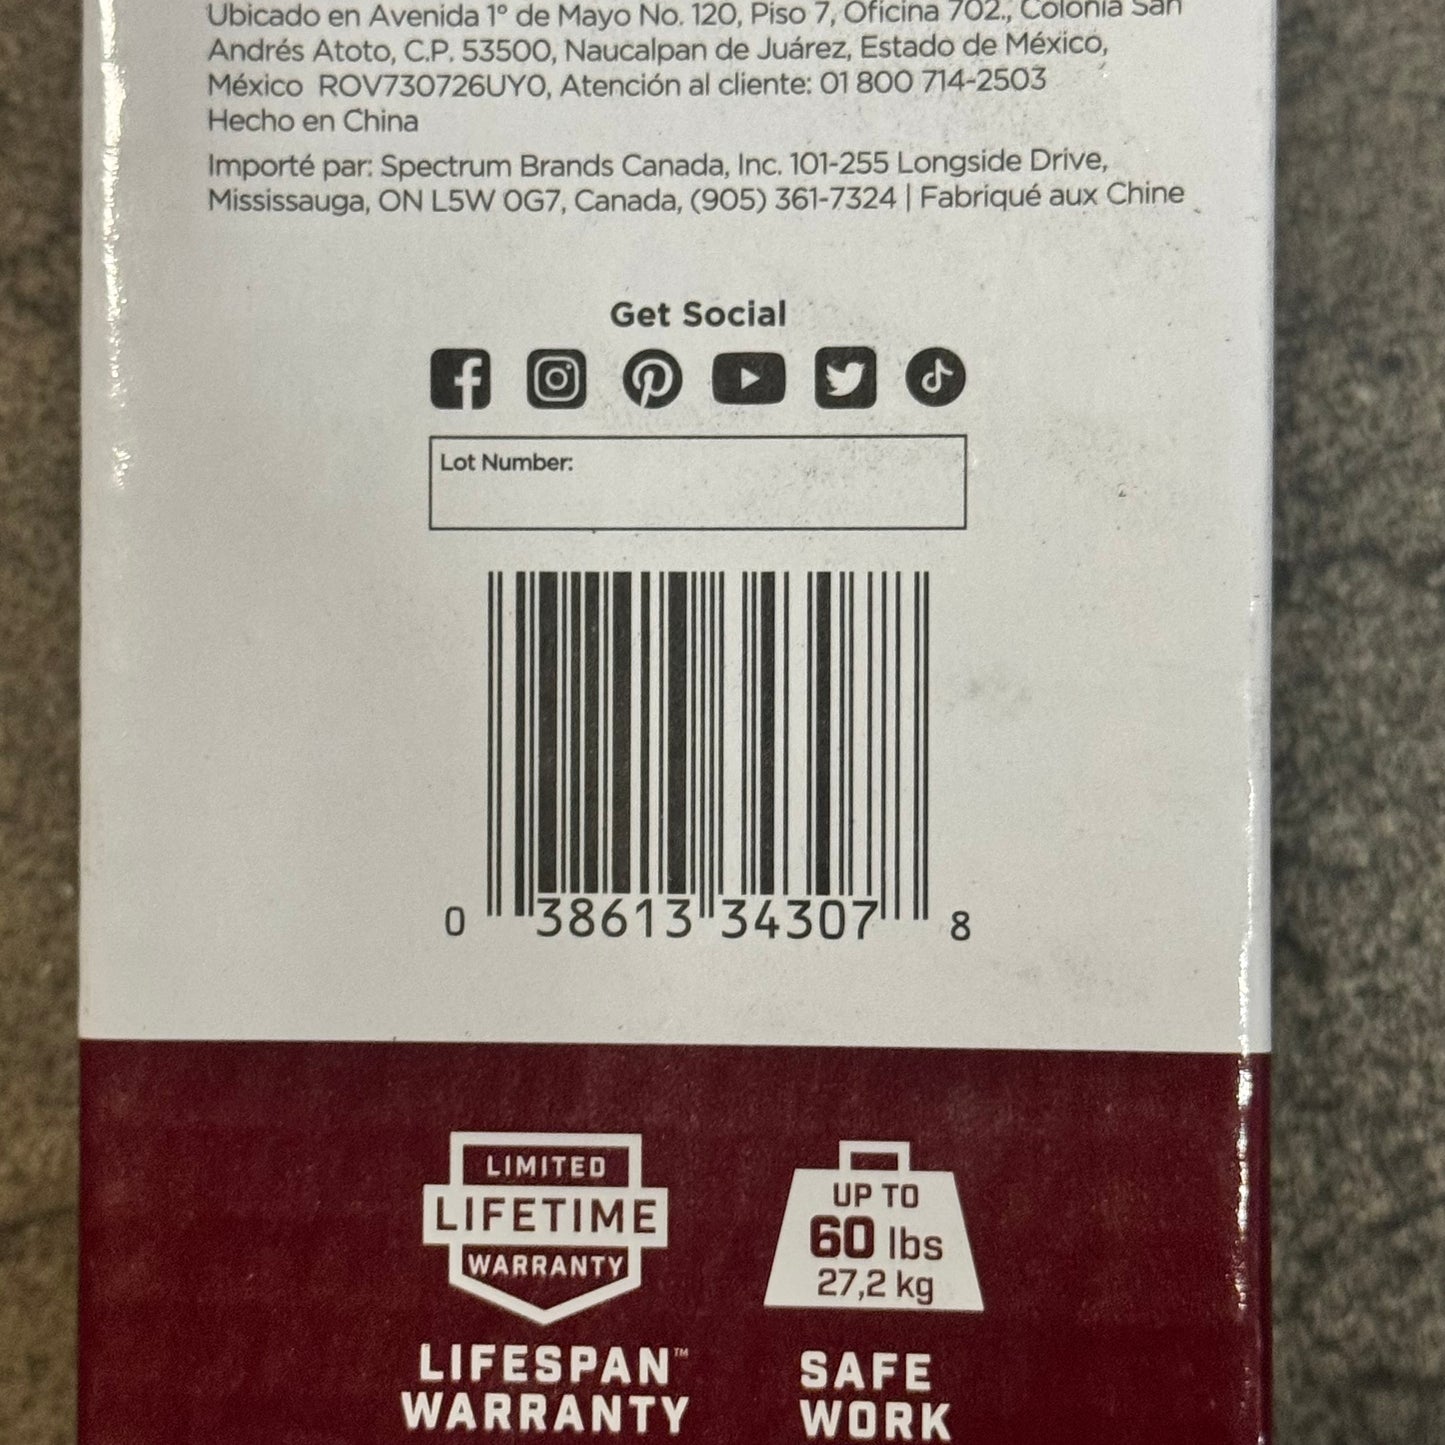 Ubicado en Avenida 1° de Mayo No. 120, Piso 7, Oficina 702., Colonia San
Andrés Atoto, C.P. 53500, Naucalpan de Juárez, Estado de México,
México ROV730726UY0, Atención al cliente: 01 800 714-2503
Hecho en China
Importé par: Spectrum Brands Canada, Inc. 101-255 Longside Drive,
Mississauga, ON L5W 0G7, Canada, (905) 361-7324 | Fabriqué aux Chine
Get Social
Lot Number:
0 38613 34307 8
LIMITED
LIFETIME
WARRANTY
LIFESPAN™
WARRANTY
UP TO
60 lbs
27,2 kg
SAFE
WORK